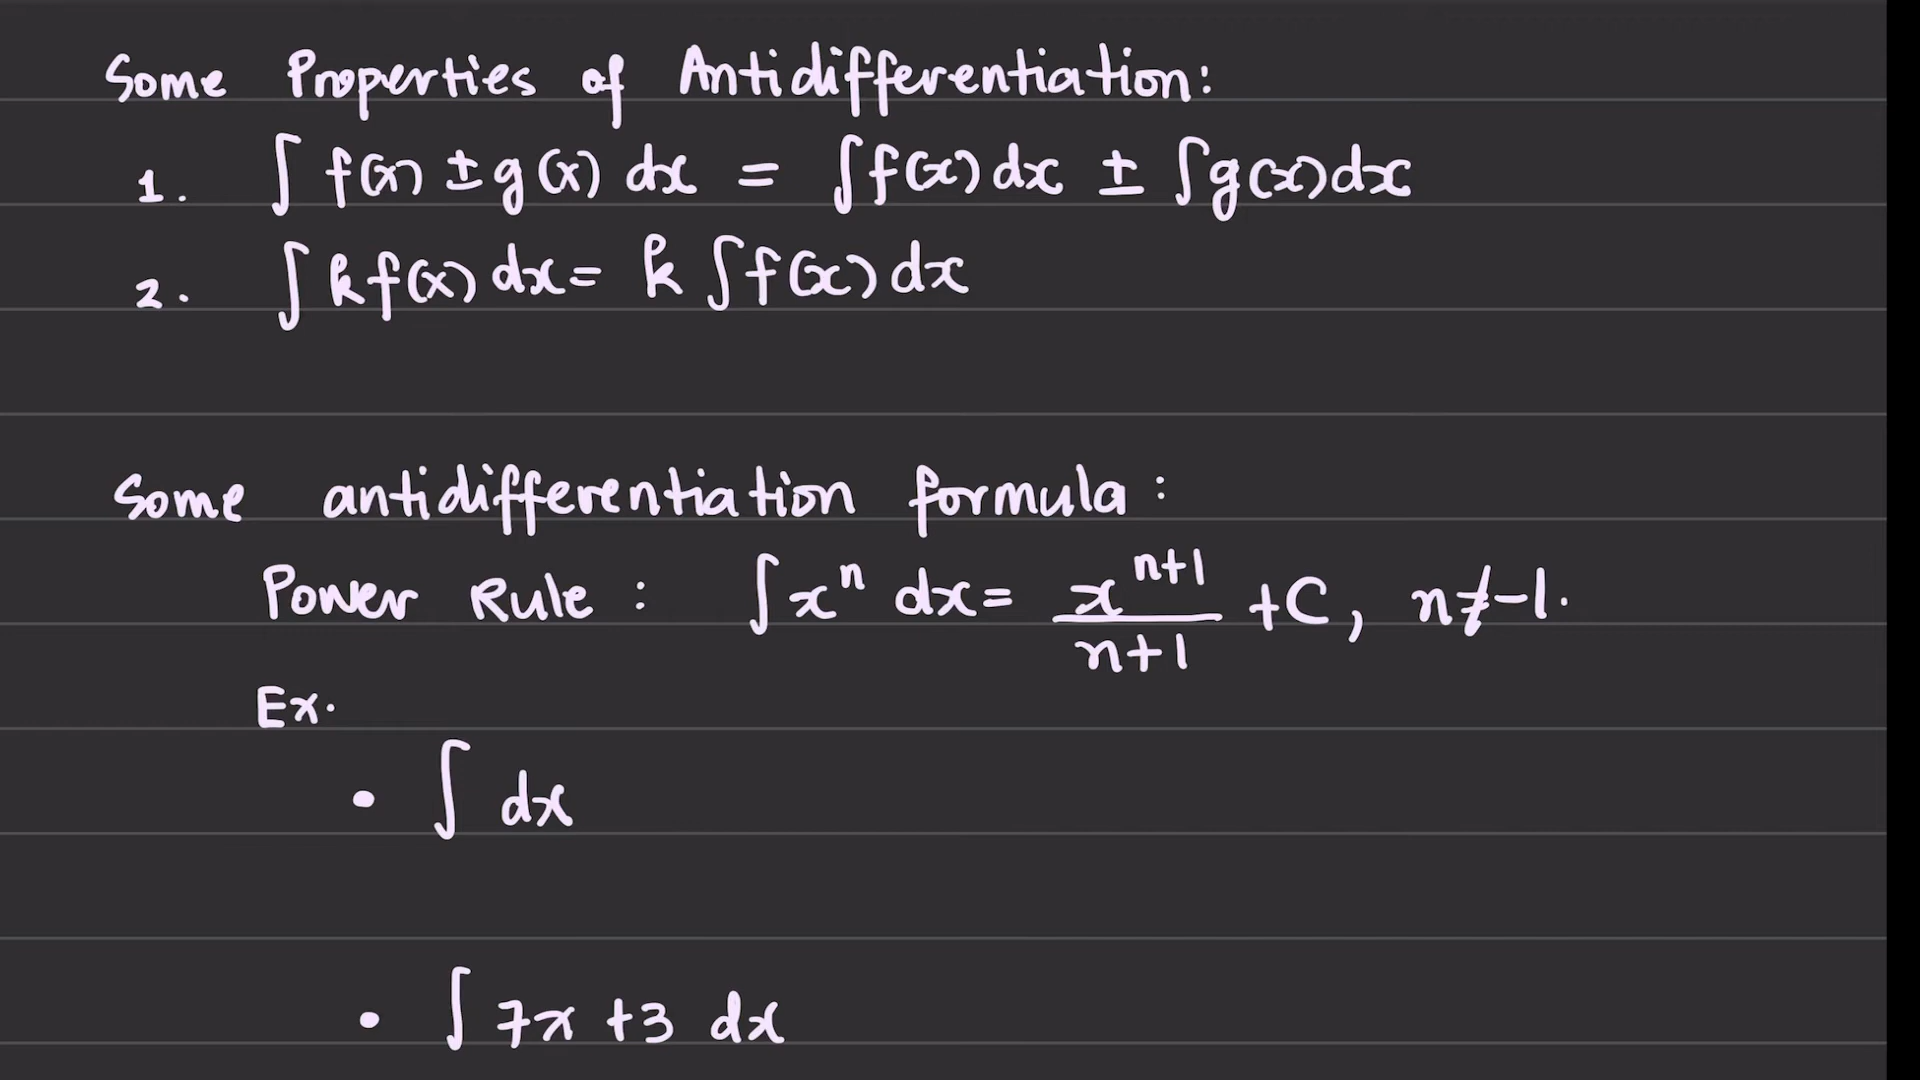 Some Properties of Antidifferentiation:
1. ∫ f(x) ± g(x) dx = ∫f(x) dx ± ∫g(x)dx
2. ∫ k f(x) dx = k ∫f(x) dx
Some antidifferentiation formula:
Power Rule: ∫ x^n dx = x^(n+1)/(n+1) + C, n≠-1.
Ex.
• ∫ dx
• ∫ 7x +3 dx